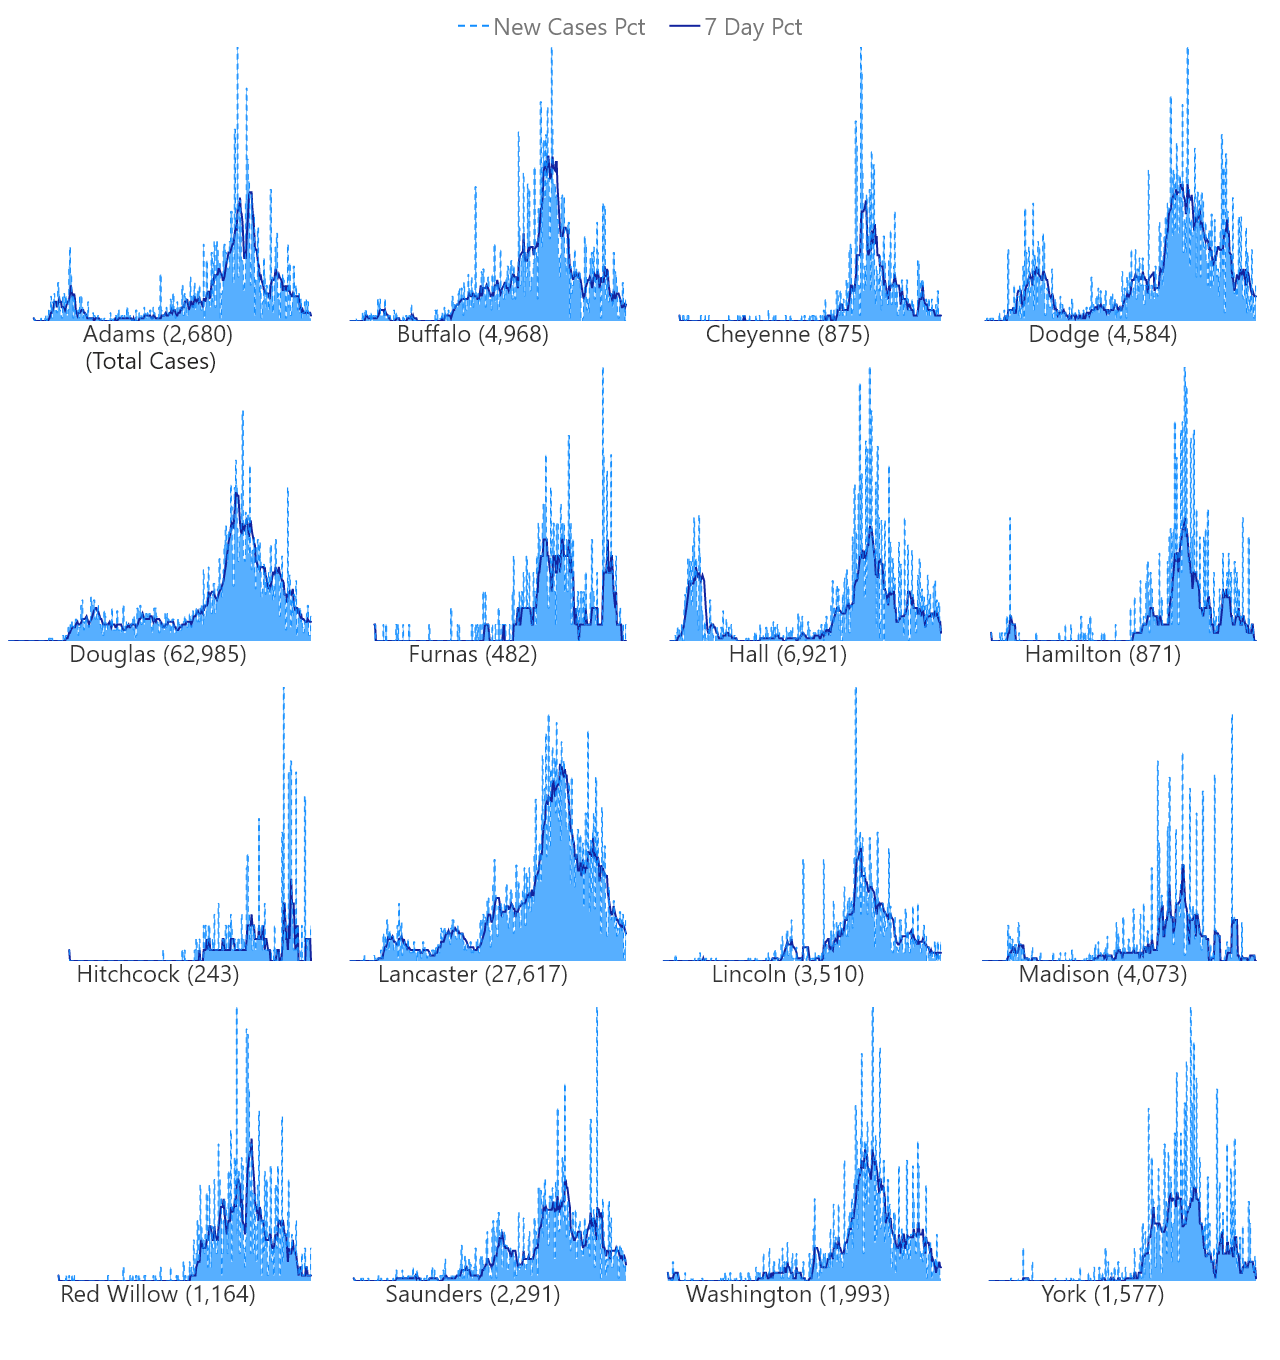 New Cases Pct 7 Day Pct
Adams (2,680) Buffalo (4,968) Cheyenne (875) Dodge (4,584)
(Total Cases)
Douglas (62,985) Furnas (482) Hall (6,921) Hamilton (871)
Hitchcock (243) Lancaster (27,617) Lincoln (3,510) Madison (4,073)
Red Willow (1,164) Saunders (2,291) Washington (1,993) York (1,577)